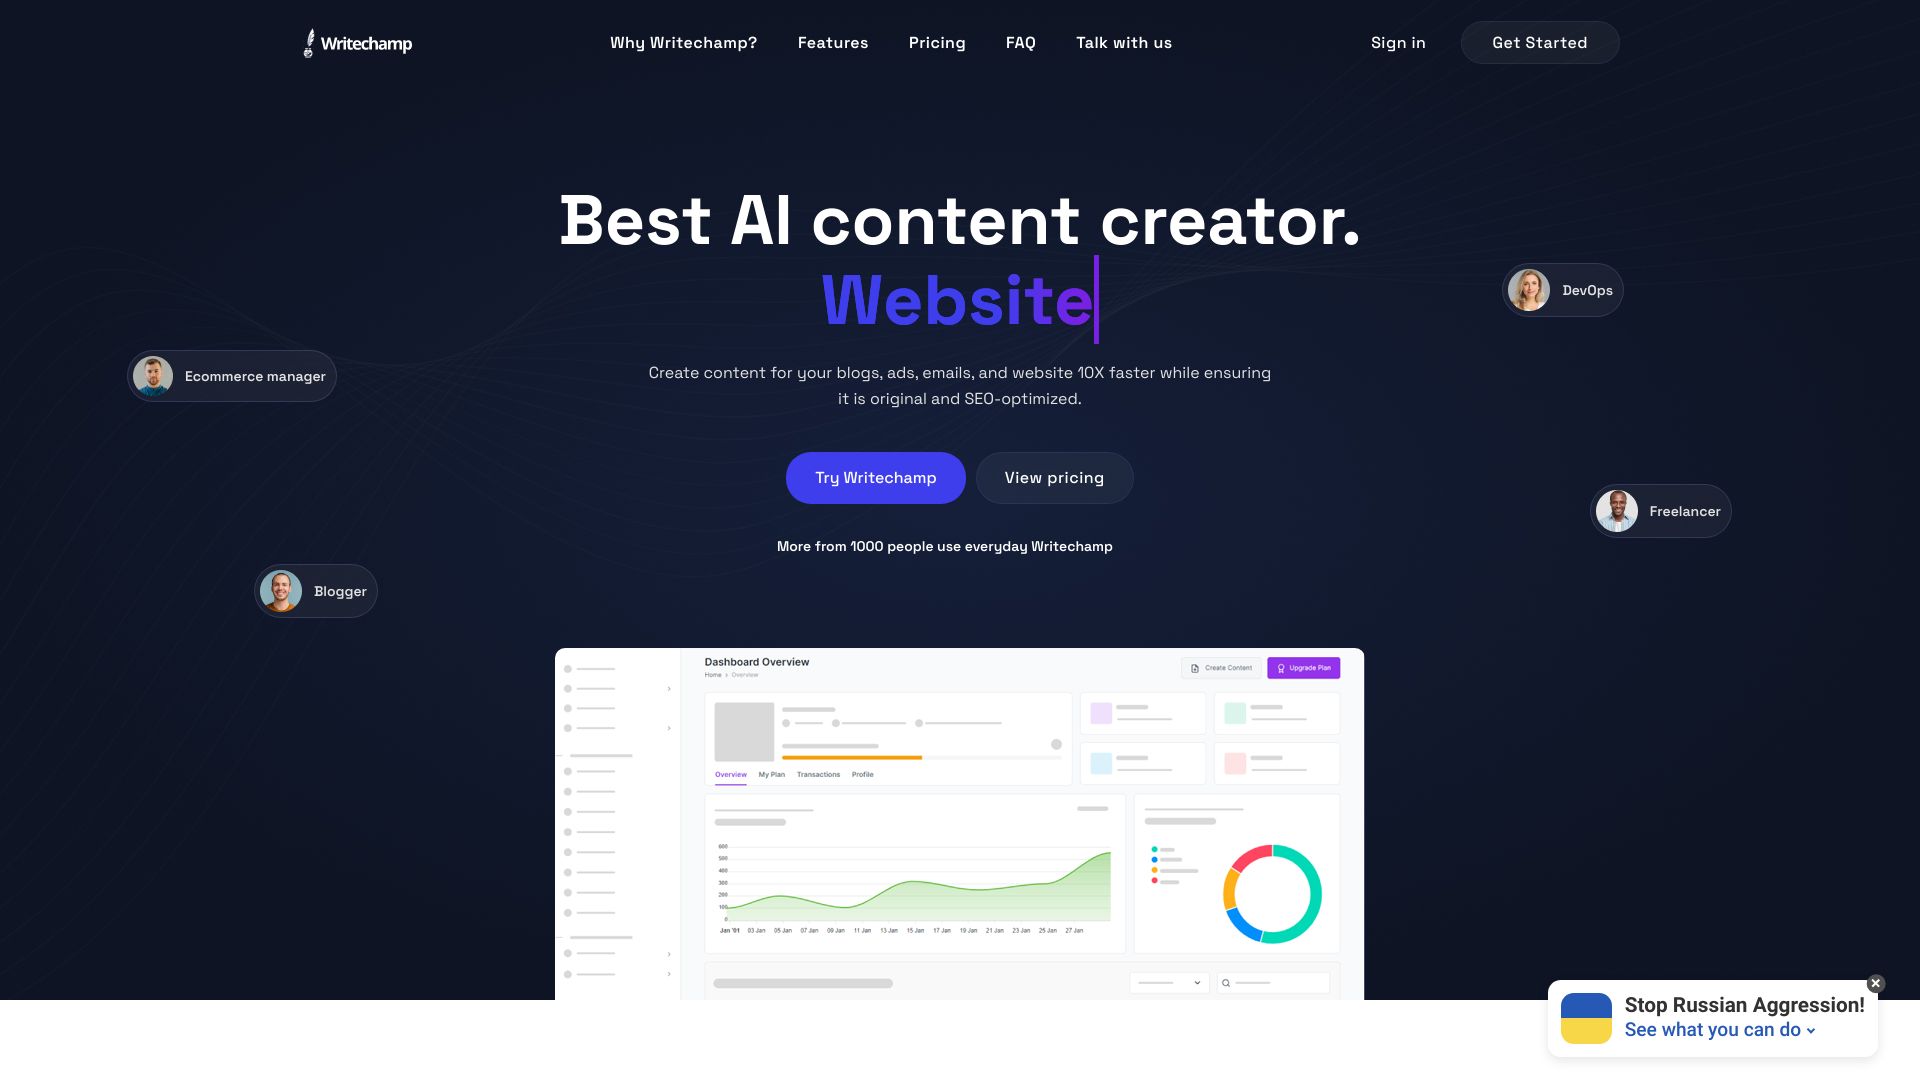 Writechamp
Why Writechamp?
Features
Pricing
FAQ
Talk with us
Sign in
Get Started
Best AI content creator.
Website
Create content for your blogs, ads, emails, and website 10X faster while ensuring
it is original and SEO-optimized.
Try Writechamp
View pricing
More from 1000 people use everyday Writechamp
DevOps
Ecommerce manager
Freelancer
Blogger
Dashboard Overview
Home › Overview
Create Content
Upgrade Plan
Overview
My Plan
Transactions
Profile
600
500
400
300
200
100
0
Jan '01
03 Jan
05 Jan
07 Jan
09 Jan
11 Jan
13 Jan
15 Jan
17 Jan
19 Jan
21 Jan
23 Jan
25 Jan
27 Jan
Stop Russian Aggression!
See what you can do